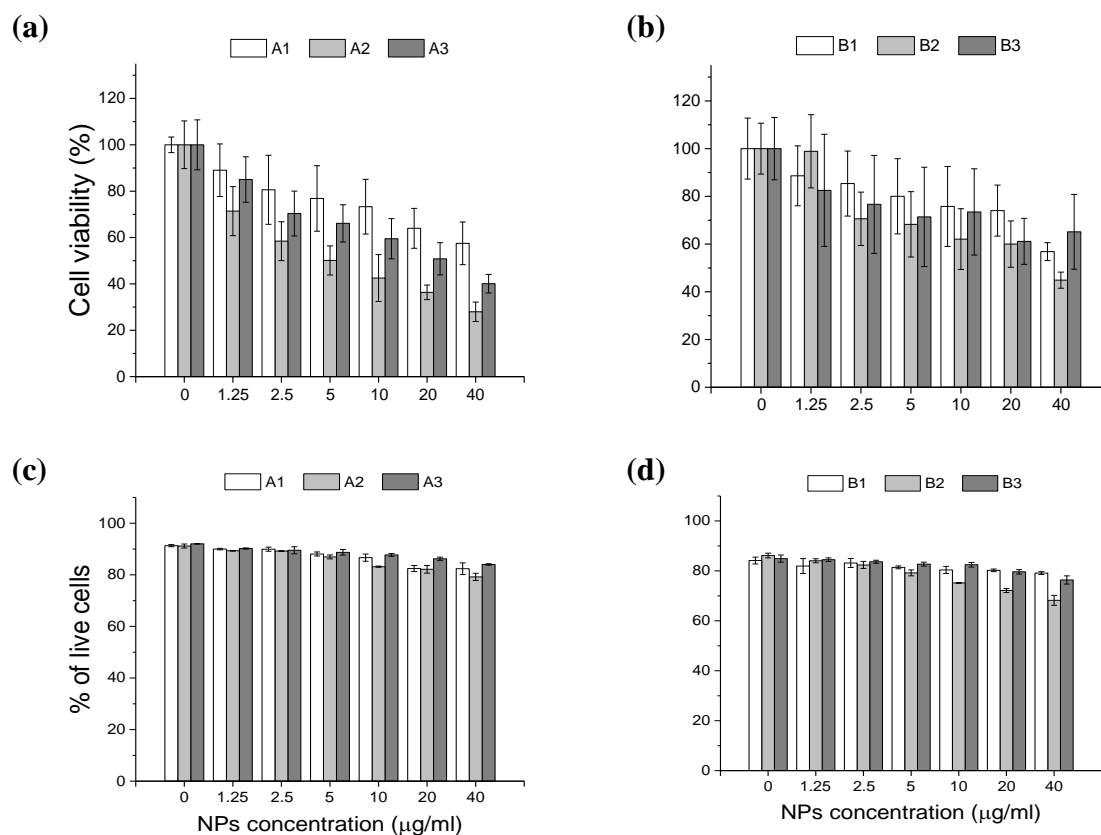 (a)
A1 A2 A3
Cell viability (%)
120
100
80
60
40
20
0
0 1.25 2.5 5 10 20 40
(b)
B1 B2 B3
120
100
80
60
40
20
0
0 1.25 2.5 5 10 20 40
(c)
A1 A2 A3
% of live cells
100
80
60
40
20
0
0 1.25 2.5 5 10 20 40
NPs concentration (μg/ml)
(d)
B1 B2 B3
100
80
60
40
20
0
0 1.25 2.5 5 10 20 40
NPs concentration (μg/ml)